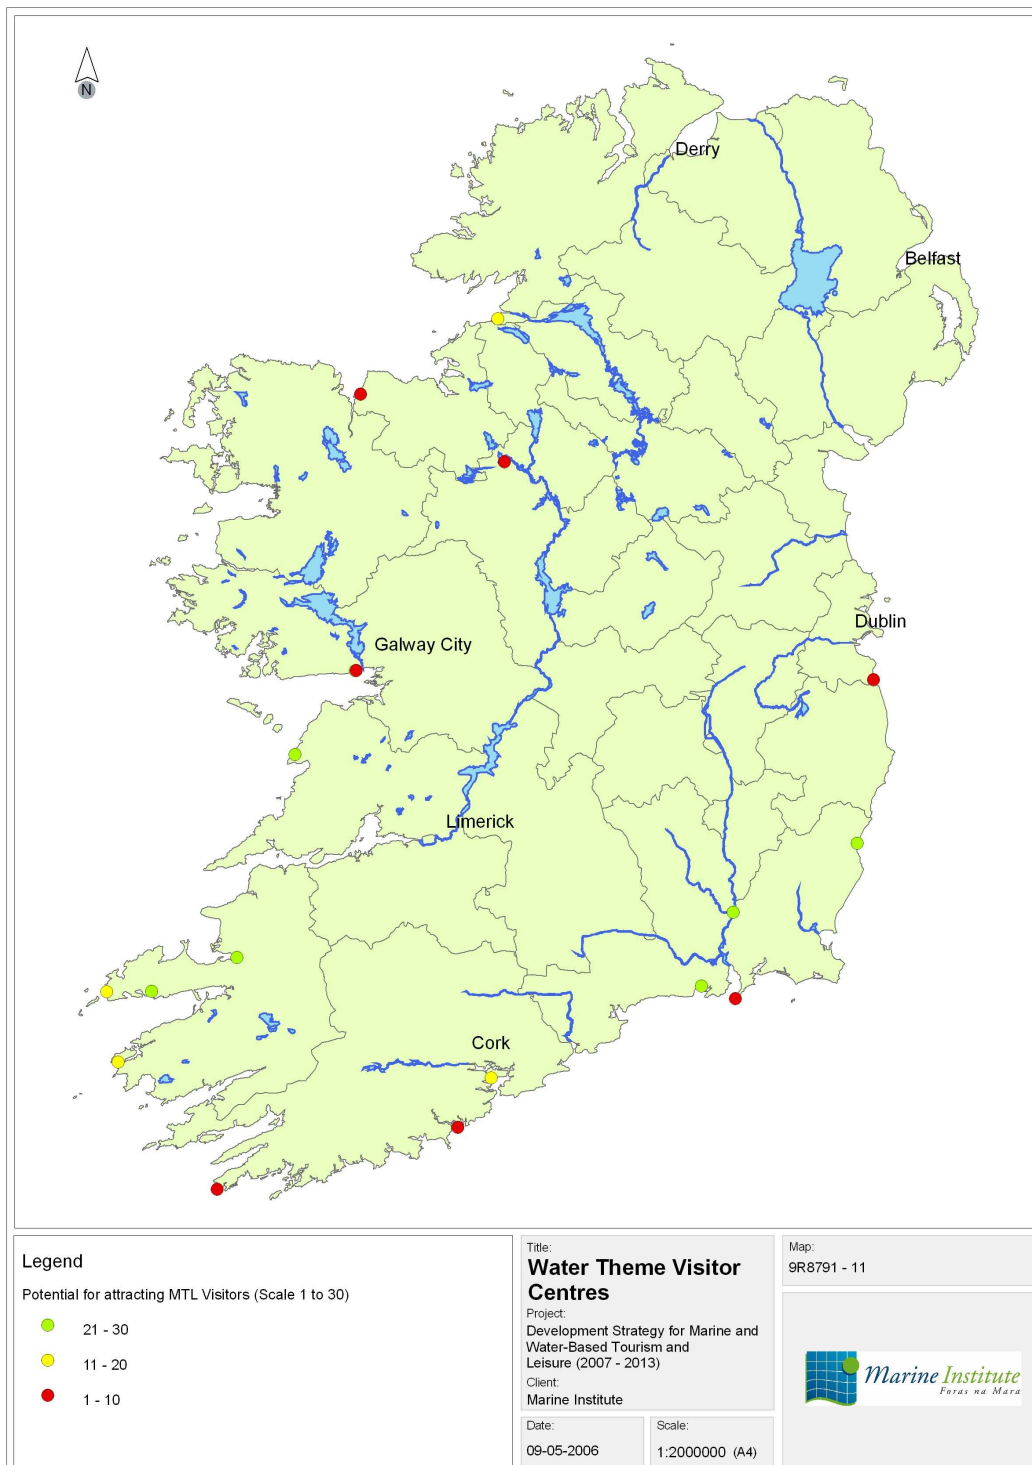 N
Derry
Belfast
Dublin
Galway City
Limerick
Cork
Legend
Potential for attracting MTL Visitors (Scale 1 to 30)
21 - 30
11 - 20
1 - 10
Title:
Water Theme Visitor
Centres
Project:
Development Strategy for Marine and
Water-Based Tourism and
Leisure (2007 - 2013)
Client:
Marine Institute
Date:
09-05-2006
Scale:
1:2000000 (A4)
Map:
9R8791 - 11
Marine Institute
Foras na Mara